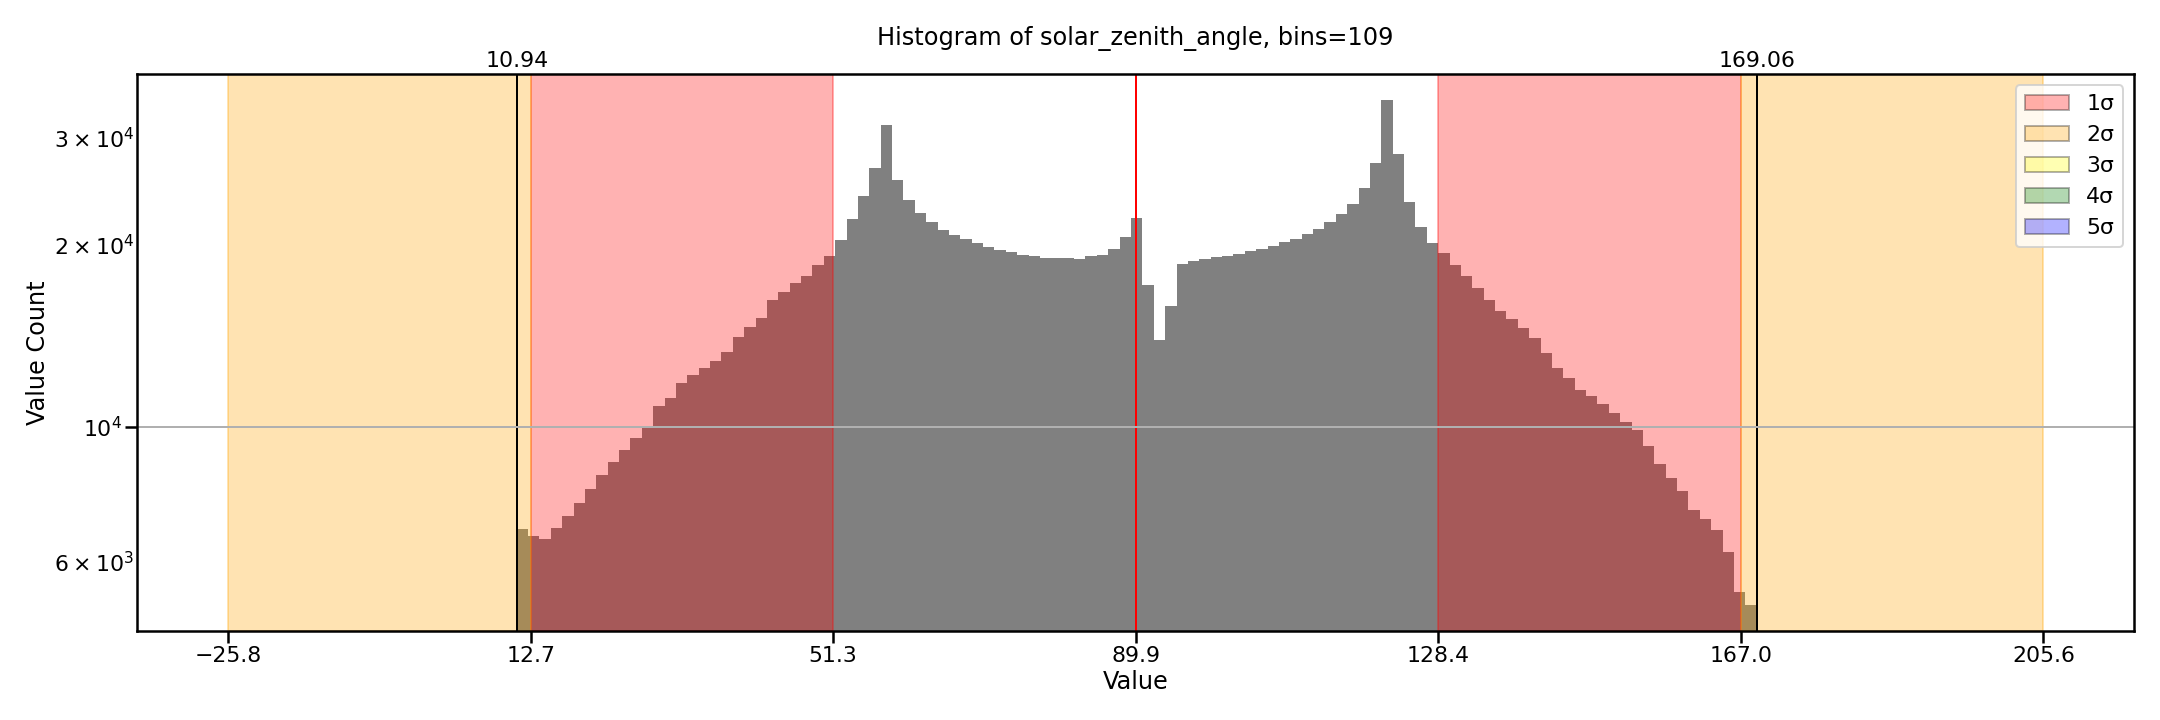 Histogram of solar_zenith_angle, bins=109
10.94
169.06
1σ
2σ
3σ
4σ
5σ
3 × 10⁴
2 × 10⁴
10⁴
6 × 10³
Value Count
−25.8
12.7
51.3
89.9
128.4
167.0
205.6
Value